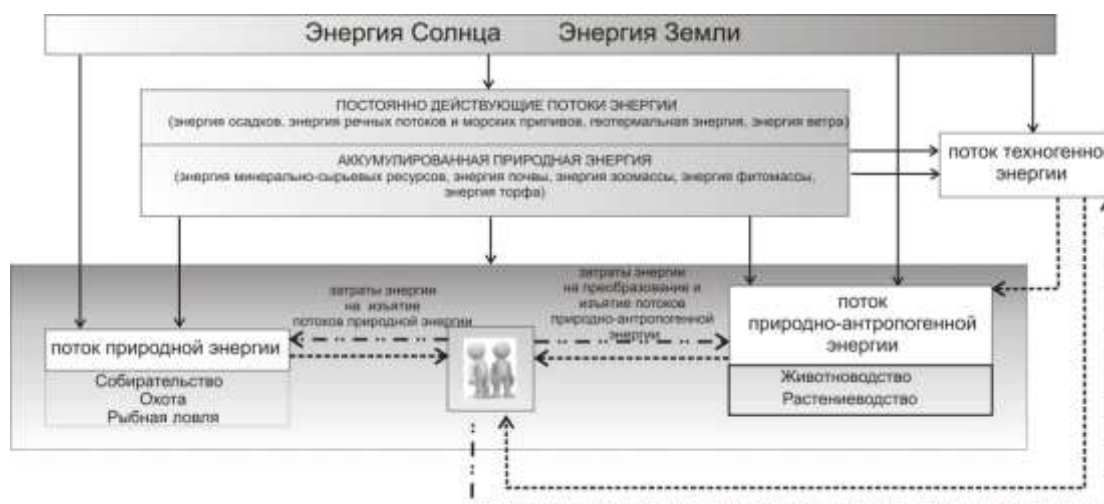 Энергия Солнца Энергия Земли
ПОСТОЯННО ДЕЙСТВУЮЩИЕ ПОТОКИ ЭНЕРГИИ
(энергия осадков, энергия речных потоков и морских приливов, геотермальная энергия, энергия ветра)
АККУМУЛИРОВАННАЯ ПРИРОДНАЯ ЭНЕРГИЯ
(энергия минерально-сырьевых ресурсов, энергия почвы, энергия зоомассы, энергия фитомассы,
энергия торфа)
поток техногенно
энергии
затраты энергии
на изъятие
потоков природной энергии
затраты энергии
на преобразование и
изъятие потоков
природно-антропогенной
энергии
поток природной энергии
Собирательство
Охота
Рыбная ловля
поток
природно-антропогенной
энергии
Животноводство
Растениеводство